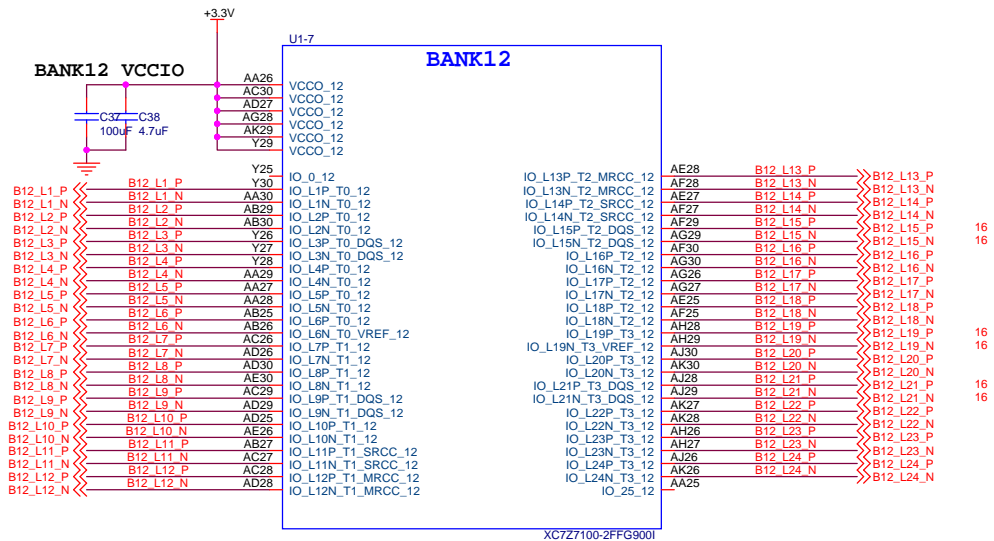 +3.3V
U1-7
BANK12
BANK12 VCCIO
AA26 VCCO_12
AC30 VCCO_12
AD27 VCCO_12
AG28 VCCO_12
AK29 VCCO_12
Y29 VCCO_12
C37 C38
100uF 4.7uF
Y25 IO_0_12
B12_L1_P B12_L1_P Y30 IO_L1P_T0_12
B12_L1_N B12_L1_N AA30 IO_L1N_T0_12
B12_L2_P B12_L2_P AB29 IO_L2P_T0_12
B12_L2_N B12_L2_N AB30 IO_L2N_T0_12
B12_L3_P B12_L3_P Y26 IO_L3P_T0_DQS_12
B12_L3_N B12_L3_N Y27 IO_L3N_T0_DQS_12
B12_L4_P B12_L4_P Y28 IO_L4P_T0_12
B12_L4_N B12_L4_N AA29 IO_L4N_T0_12
B12_L5_P B12_L5_P AA27 IO_L5P_T0_12
B12_L5_N B12_L5_N AA28 IO_L5N_T0_12
B12_L6_P B12_L6_P AB25 IO_L6P_T0_12
B12_L6_N B12_L6_N AB26 IO_L6N_T0_VREF_12
B12_L7_P B12_L7_P AC26 IO_L7P_T1_12
B12_L7_N B12_L7_N AD26 IO_L7N_T1_12
B12_L8_P B12_L8_P AD30 IO_L8P_T1_12
B12_L8_N B12_L8_N AE30 IO_L8N_T1_12
B12_L9_P B12_L9_P AC29 IO_L9P_T1_DQS_12
B12_L9_N B12_L9_N AD29 IO_L9N_T1_DQS_12
B12_L10_P B12_L10_P AD25 IO_L10P_T1_12
B12_L10_N B12_L10_N AE26 IO_L10N_T1_12
B12_L11_P B12_L11_P AB27 IO_L11P_T1_SRCC_12
B12_L11_N B12_L11_N AC27 IO_L11N_T1_SRCC_12
B12_L12_P B12_L12_P AC28 IO_L12P_T1_MRCC_12
B12_L12_N B12_L12_N AD28 IO_L12N_T1_MRCC_12
IO_L13P_T2_MRCC_12 AE28 B12_L13_P B12_L13_P
IO_L13N_T2_MRCC_12 AF28 B12_L13_N B12_L13_N
IO_L14P_T2_SRCC_12 AE27 B12_L14_P B12_L14_P
IO_L14N_T2_SRCC_12 AF27 B12_L14_N B12_L14_N
IO_L15P_T2_DQS_12 AF29 B12_L15_P B12_L15_P 16
IO_L15N_T2_DQS_12 AG29 B12_L15_N B12_L15_N 16
IO_L16P_T2_12 AF30 B12_L16_P B12_L16_P
IO_L16N_T2_12 AG30 B12_L16_N B12_L16_N
IO_L17P_T2_12 AG26 B12_L17_P B12_L17_P
IO_L17N_T2_12 AG27 B12_L17_N B12_L17_N
IO_L18P_T2_12 AE25 B12_L18_P B12_L18_P
IO_L18N_T2_12 AF25 B12_L18_N B12_L18_N
IO_L19P_T3_12 AH28 B12_L19_P B12_L19_P 16
IO_L19N_T3_VREF_12 AH29 B12_L19_N B12_L19_N 16
IO_L20P_T3_12 AJ30 B12_L20_P B12_L20_P
IO_L20N_T3_12 AK30 B12_L20_N B12_L20_N
IO_L21P_T3_DQS_12 AJ28 B12_L21_P B12_L21_P 16
IO_L21N_T3_DQS_12 AJ29 B12_L21_N B12_L21_N 16
IO_L22P_T3_12 AK27 B12_L22_P B12_L22_P
IO_L22N_T3_12 AK28 B12_L22_N B12_L22_N
IO_L23P_T3_12 AH26 B12_L23_P B12_L23_P
IO_L23N_T3_12 AH27 B12_L23_N B12_L23_N
IO_L24P_T3_12 AJ26 B12_L24_P B12_L24_P
IO_L24N_T3_12 AK26 B12_L24_N B12_L24_N
IO_25_12 AA25
XC7Z7100-2FFG900I